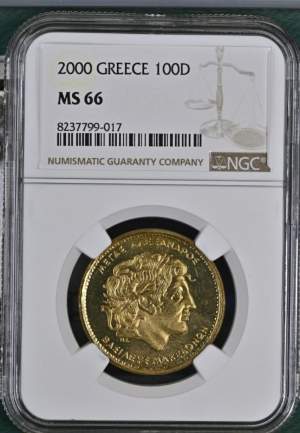 2000 GREECE 100D
MS 66
8237799-017
NUMISMATIC GUARANTY COMPANY
NGC
ΜΕΓΑΣ ΑΛΕΞΑΝΔΡΟΣ
ΒΑΣΙΛΕΥΣ ΜΑΚΕΔΟΝΩΝ